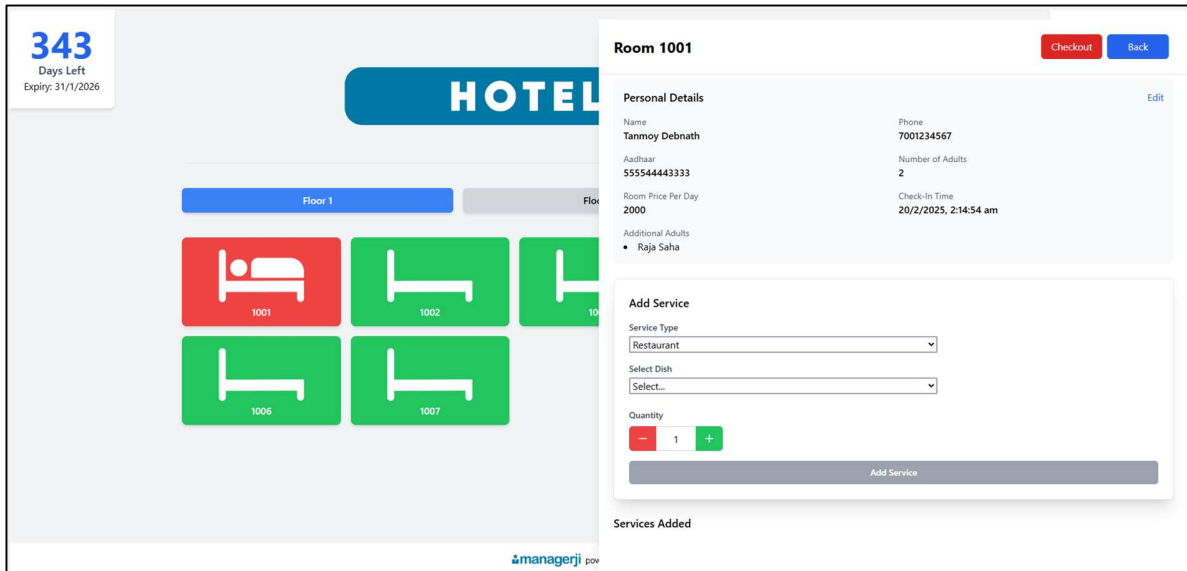 343
Days Left
Expiry: 31/1/2026
HOTEL
Floor 1
1001
1002
1006
1007
managerji
Room 1001
Checkout
Back
Personal Details
Edit
Name
Tanmoy Debnath
Phone
7001234567
Aadhaar
555544443333
Number of Adults
2
Room Price Per Day
2000
Check-In Time
20/2/2025, 2:14:54 am
Additional Adults
• Raja Saha
Add Service
Service Type
Restaurant
Select Dish
Select...
Quantity
− 1 +
Add Service
Services Added